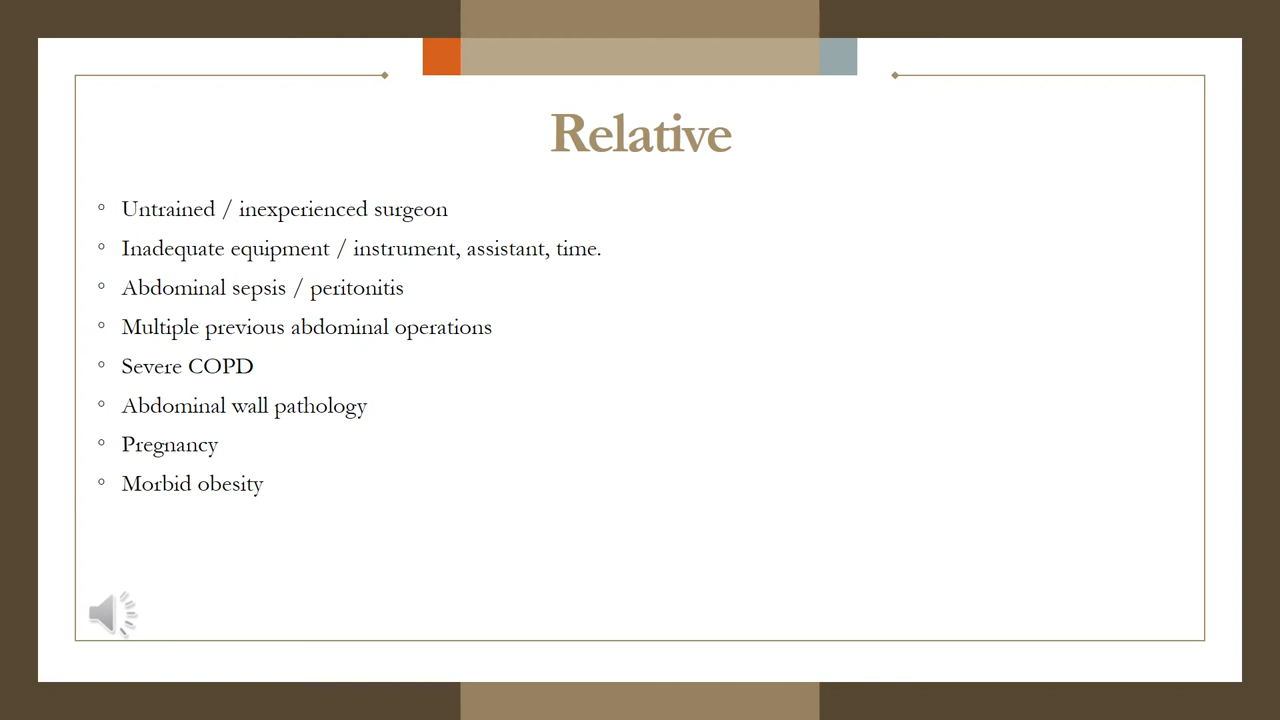 Relative
° Untrained / inexperienced surgeon
° Inadequate equipment / instrument, assistant, time.
° Abdominal sepsis / peritonitis
° Multiple previous abdominal operations
° Severe COPD
° Abdominal wall pathology
° Pregnancy
° Morbid obesity